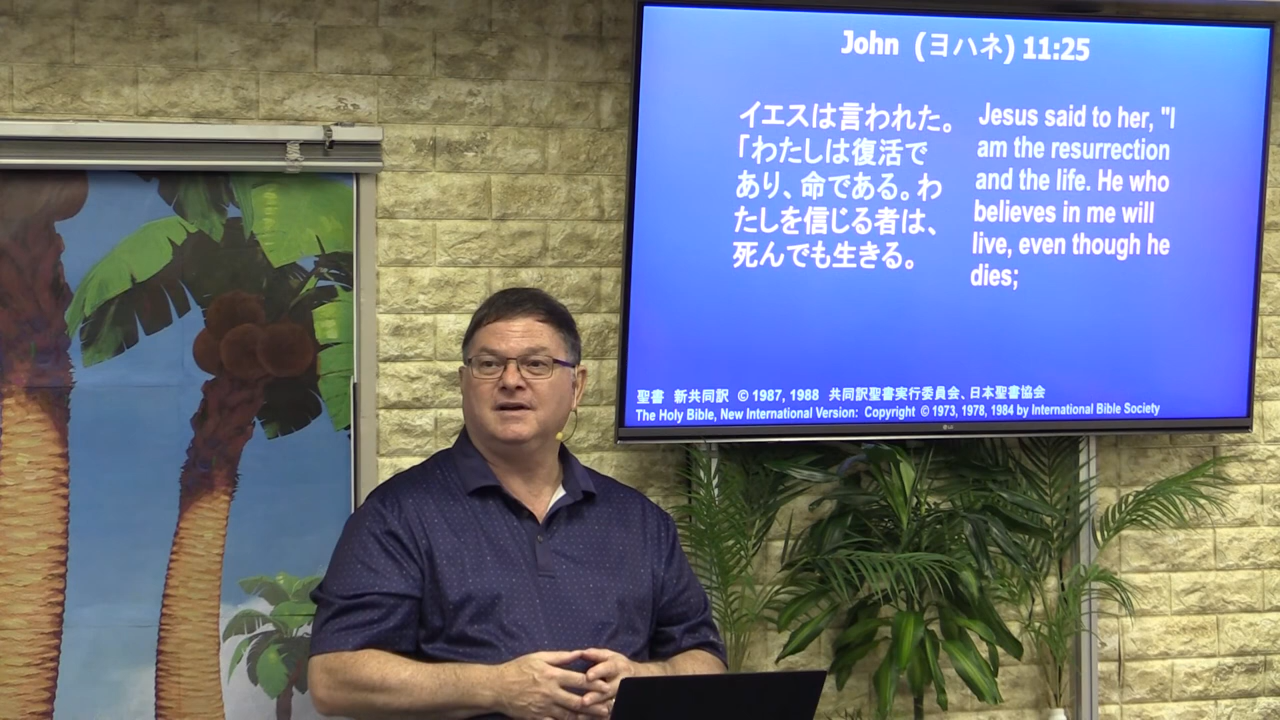 John (ヨハネ) 11:25
イエスは言われた。
「わたしは復活で
あり、命である。わ
たしを信じる者は、
死んでも生きる。
Jesus said to her, "I
am the resurrection
and the life. He who
believes in me will
live, even though he
dies;
聖書 新共同訳 © 1987, 1988 共同訳聖書実行委員会、日本聖書協会
The Holy Bible, New International Version: Copyright © 1973, 1978, 1984 by International Bible Society
LG